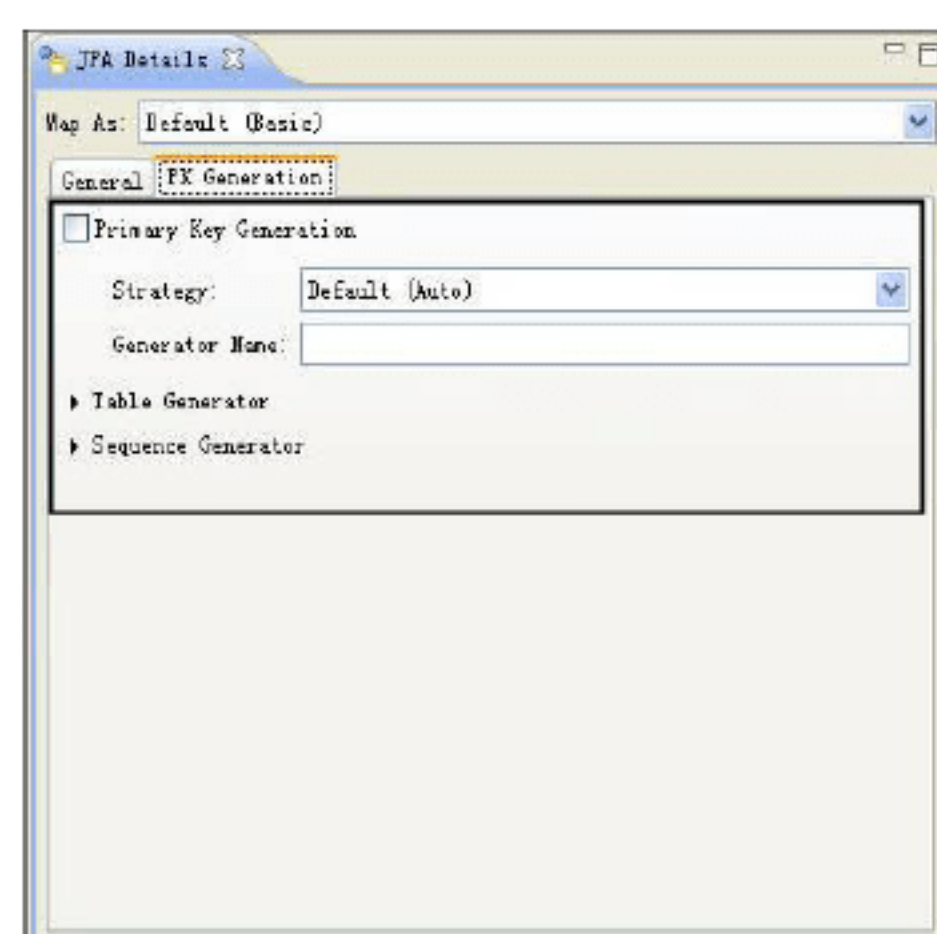 JPA Details
Map As: Default (Basic)
General PK Generation
Primary Key Generation
Strategy: Default (Auto)
Generator Name:
Table Generator
Sequence Generator